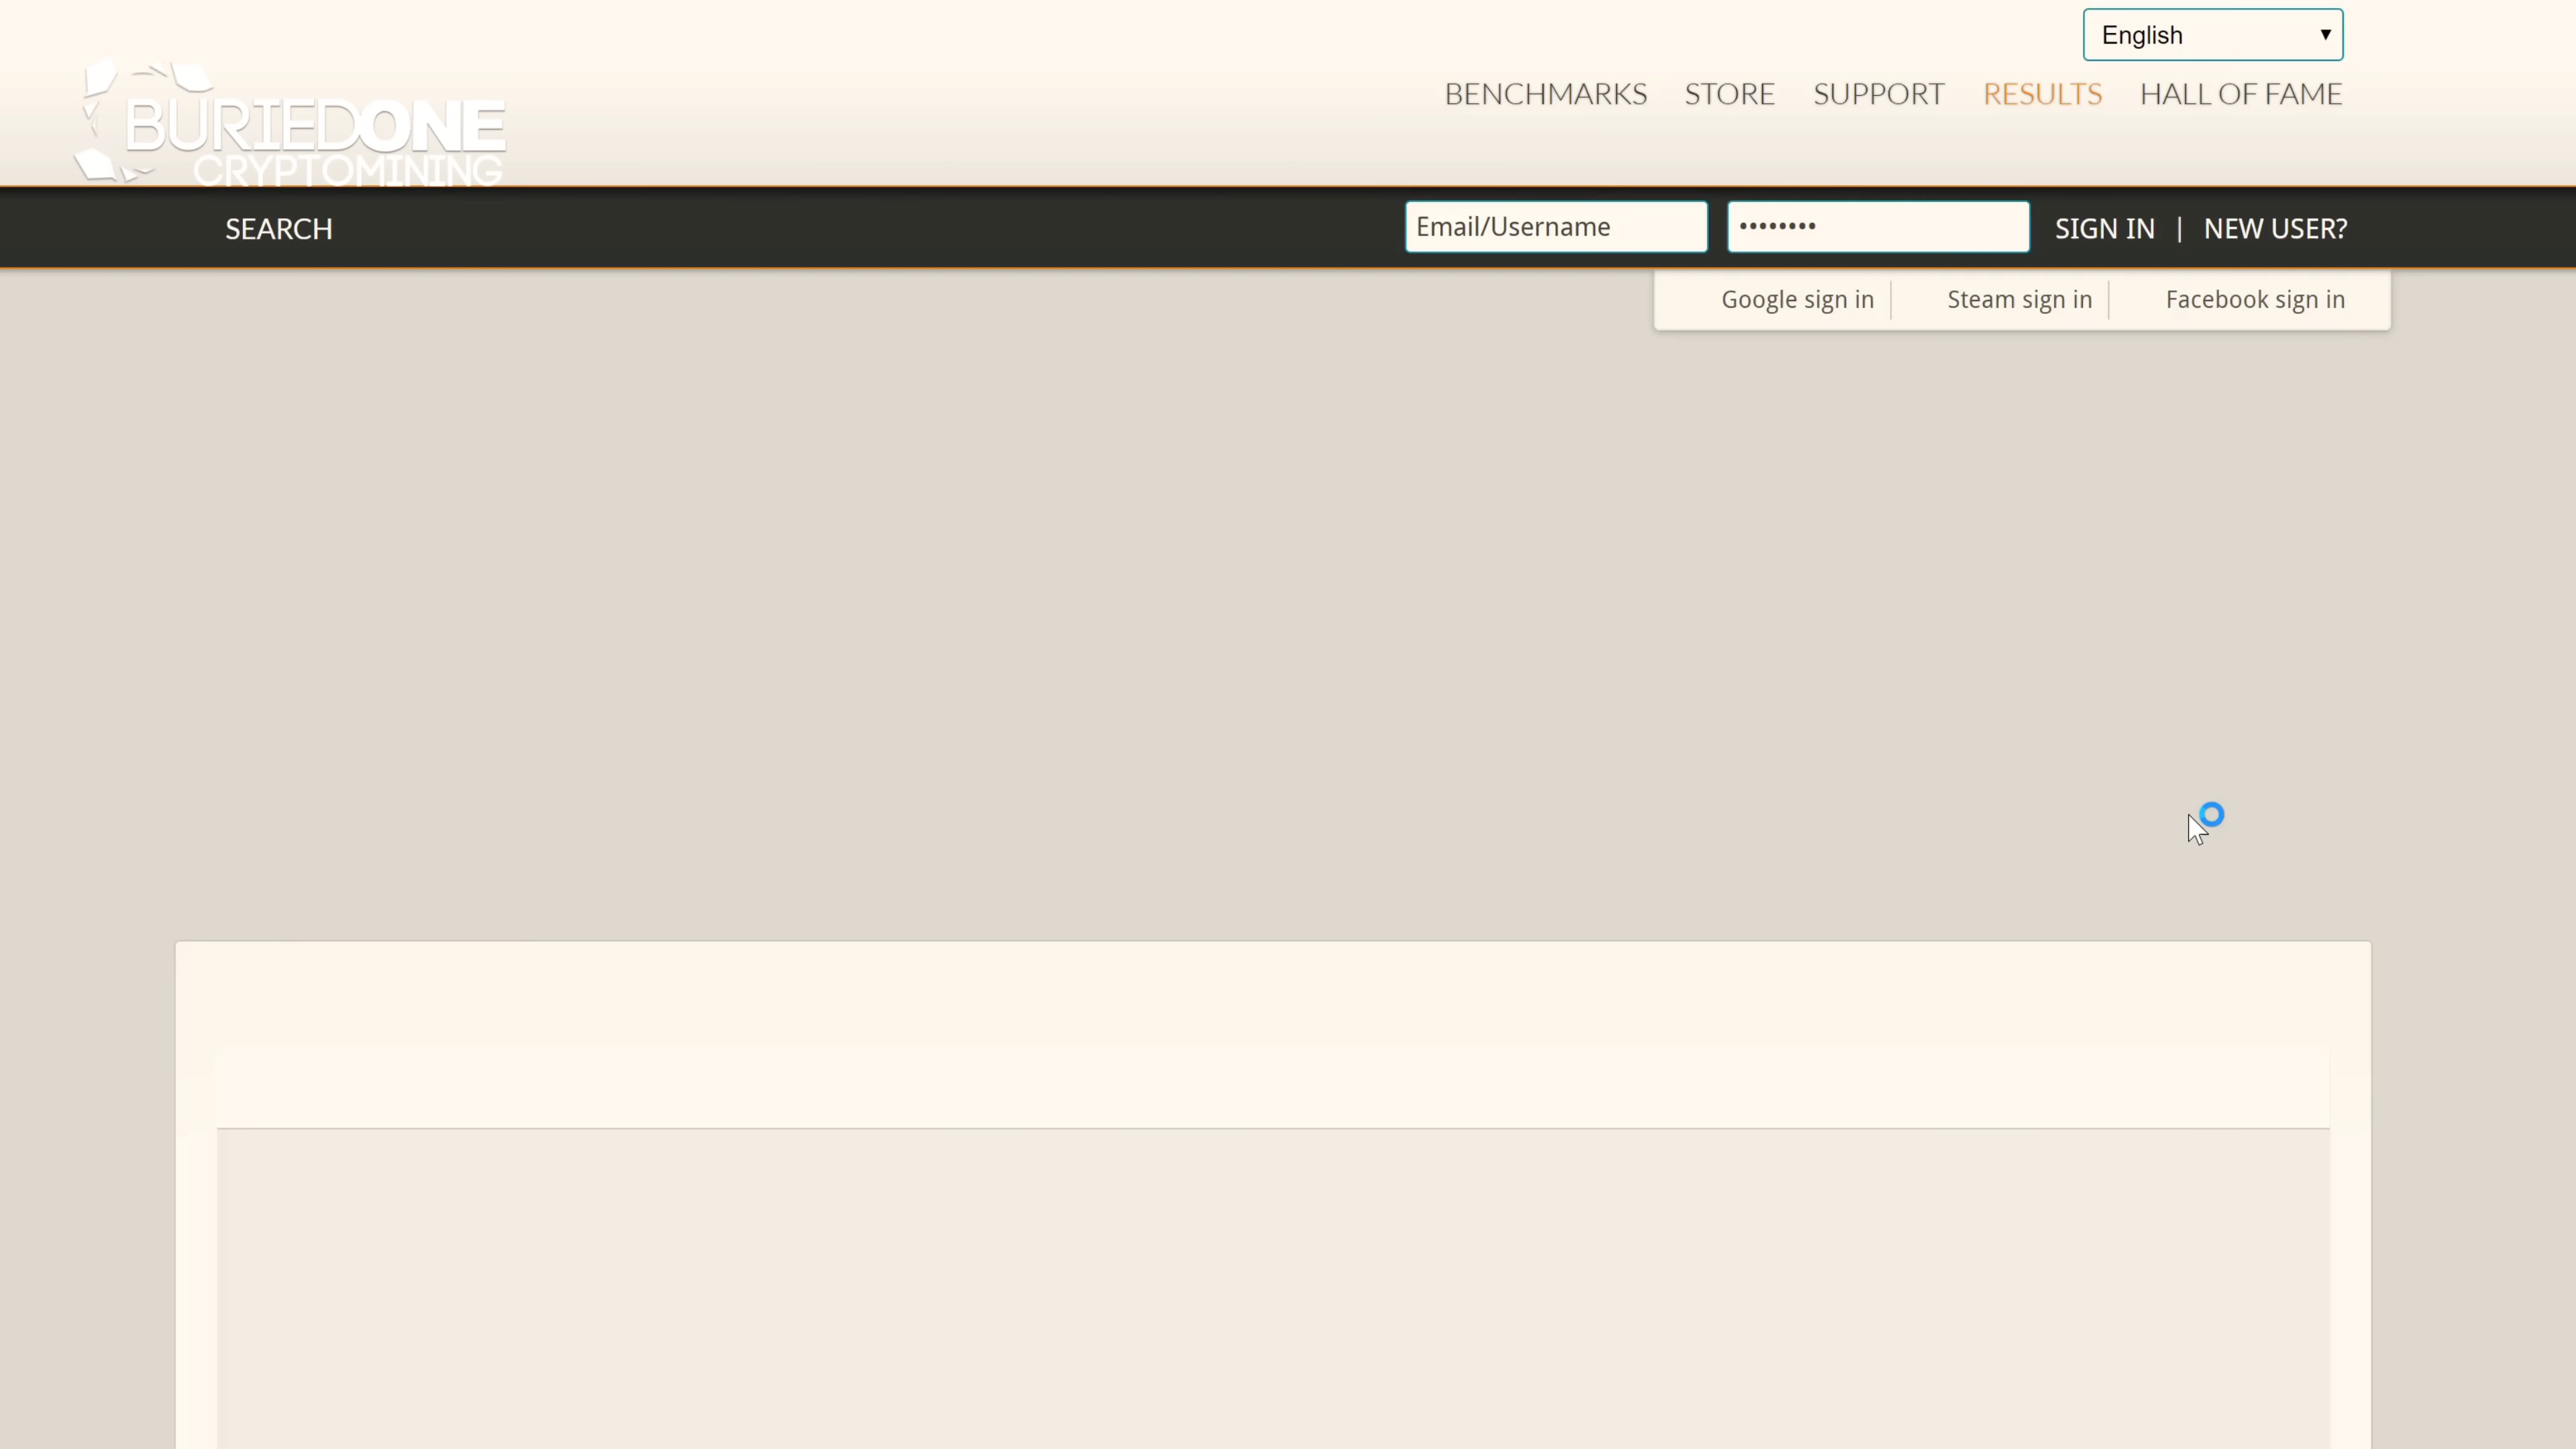 English
BENCHMARKS STORE SUPPORT RESULTS HALL OF FAME
BURIEDONE
CRYPTOMINING
SEARCH
Email/Username •••••••• SIGN IN | NEW USER?
Google sign in Steam sign in Facebook sign in